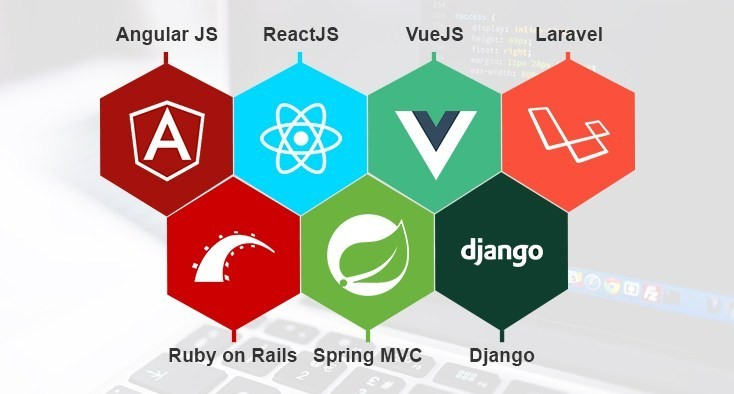 Angular JS
ReactJS
VueJS
Laravel
A
django
Ruby on Rails
Spring MVC
Django